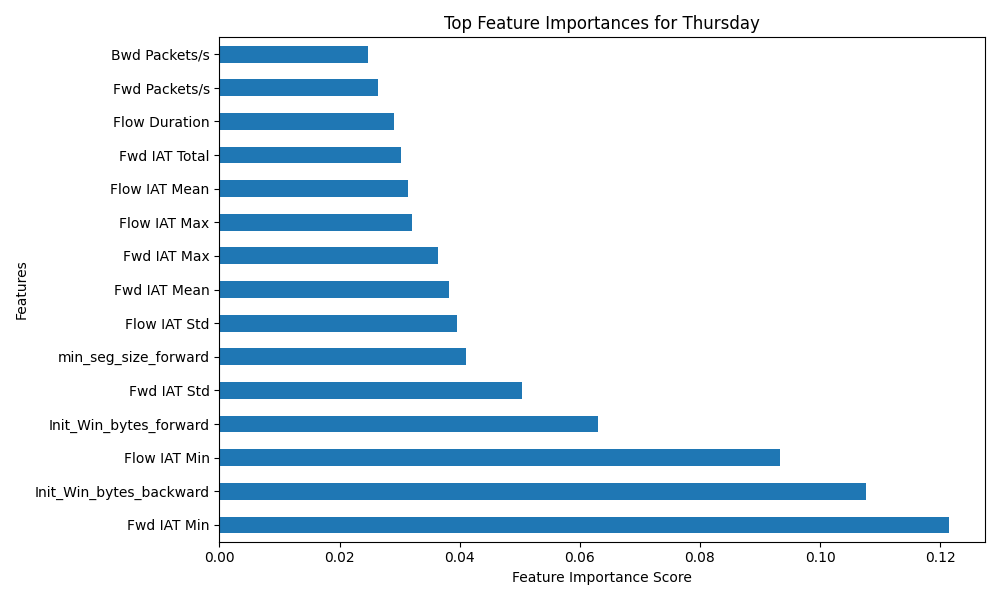 Top Feature Importances for Thursday
Features
Bwd Packets/s
Fwd Packets/s
Flow Duration
Fwd IAT Total
Flow IAT Mean
Flow IAT Max
Fwd IAT Max
Fwd IAT Mean
Flow IAT Std
min_seg_size_forward
Fwd IAT Std
Init_Win_bytes_forward
Flow IAT Min
Init_Win_bytes_backward
Fwd IAT Min
0.00 0.02 0.04 0.06 0.08 0.10 0.12
Feature Importance Score